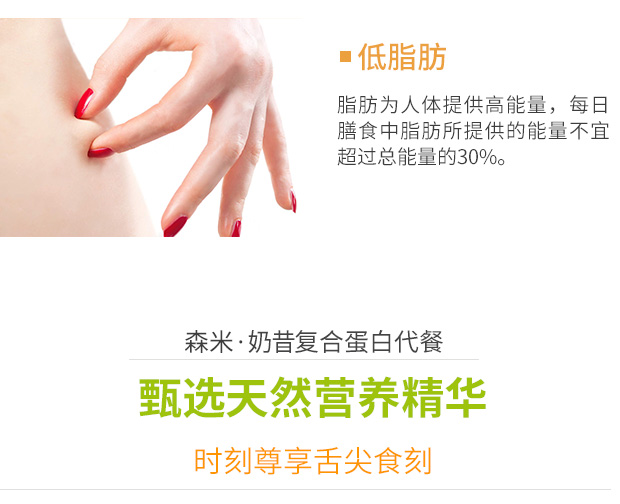 低脂肪
脂肪为人体提供高能量，每日
膳食中脂肪所提供的能量不宜
超过总能量的30%。
森米·奶昔复合蛋白代餐
甄选天然营养精华
时刻尊享舌尖食刻